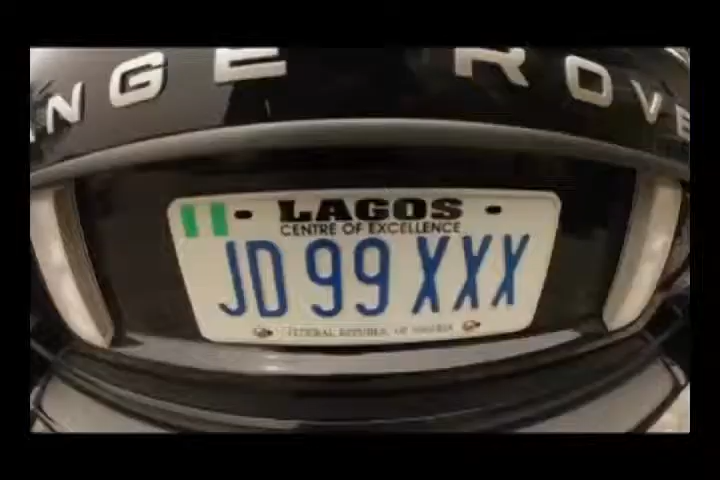 NGE ROVE
LAGOS
CENTRE OF EXCELLENCE
JD 99 XXX
FEDERAL REPUBLIC OF NIGERIA